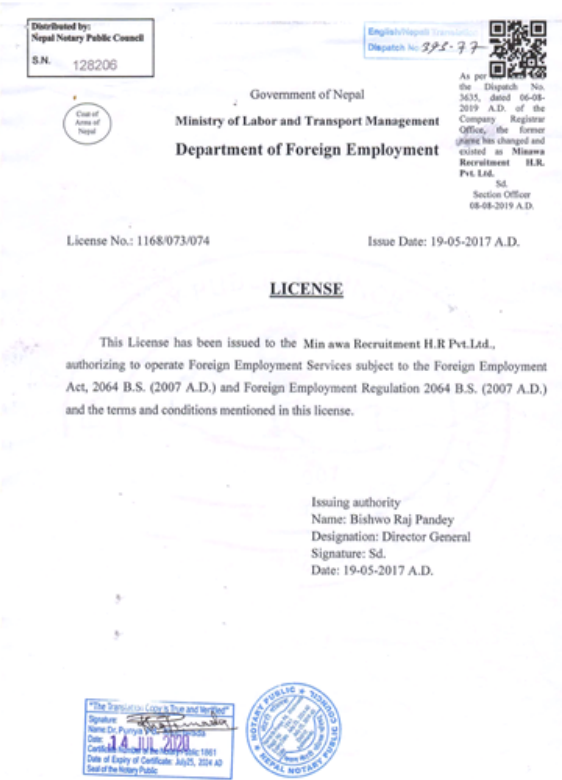 Distributed by:
Nepal Notary Public Council
S.N. 128206
English/Nepali Translation
Dispatch No 395-77
Coat of
Arms of
Nepal
Government of Nepal
Ministry of Labor and Transport Management
Department of Foreign Employment
As per
the Dispatch No.
3635, dated 06-08-
2019 A.D. of the
Company Registrar
Office, the former
name has changed and
existed as Minawa
Recruitment H.R.
Pvt. Ltd.
Sd.
Section Officer
08-08-2019 A.D.
License No.: 1168/073/074
Issue Date: 19-05-2017 A.D.
LICENSE
This License has been issued to the Min awa Recruitment H.R Pvt.Ltd.,
authorizing to operate Foreign Employment Services subject to the Foreign Employment
Act, 2064 B.S. (2007 A.D.) and Foreign Employment Regulation 2064 B.S. (2007 A.D.)
and the terms and conditions mentioned in this license.
Issuing authority
Name: Bishwo Raj Pandey
Designation: Director General
Signature: Sd.
Date: 19-05-2017 A.D.
"The Translation Copy is True and Verified"
Signature:
Name: Dr. Punya
Date: 14 JUL 2020
Certificate Number of the Notary Public: 1861
Date of Expiry of Certificate: July25, 2024 AD
Seal of the Notary Public
NOTARY PUBLIC COUNCIL
NEPAL NOTARY PUBLIC